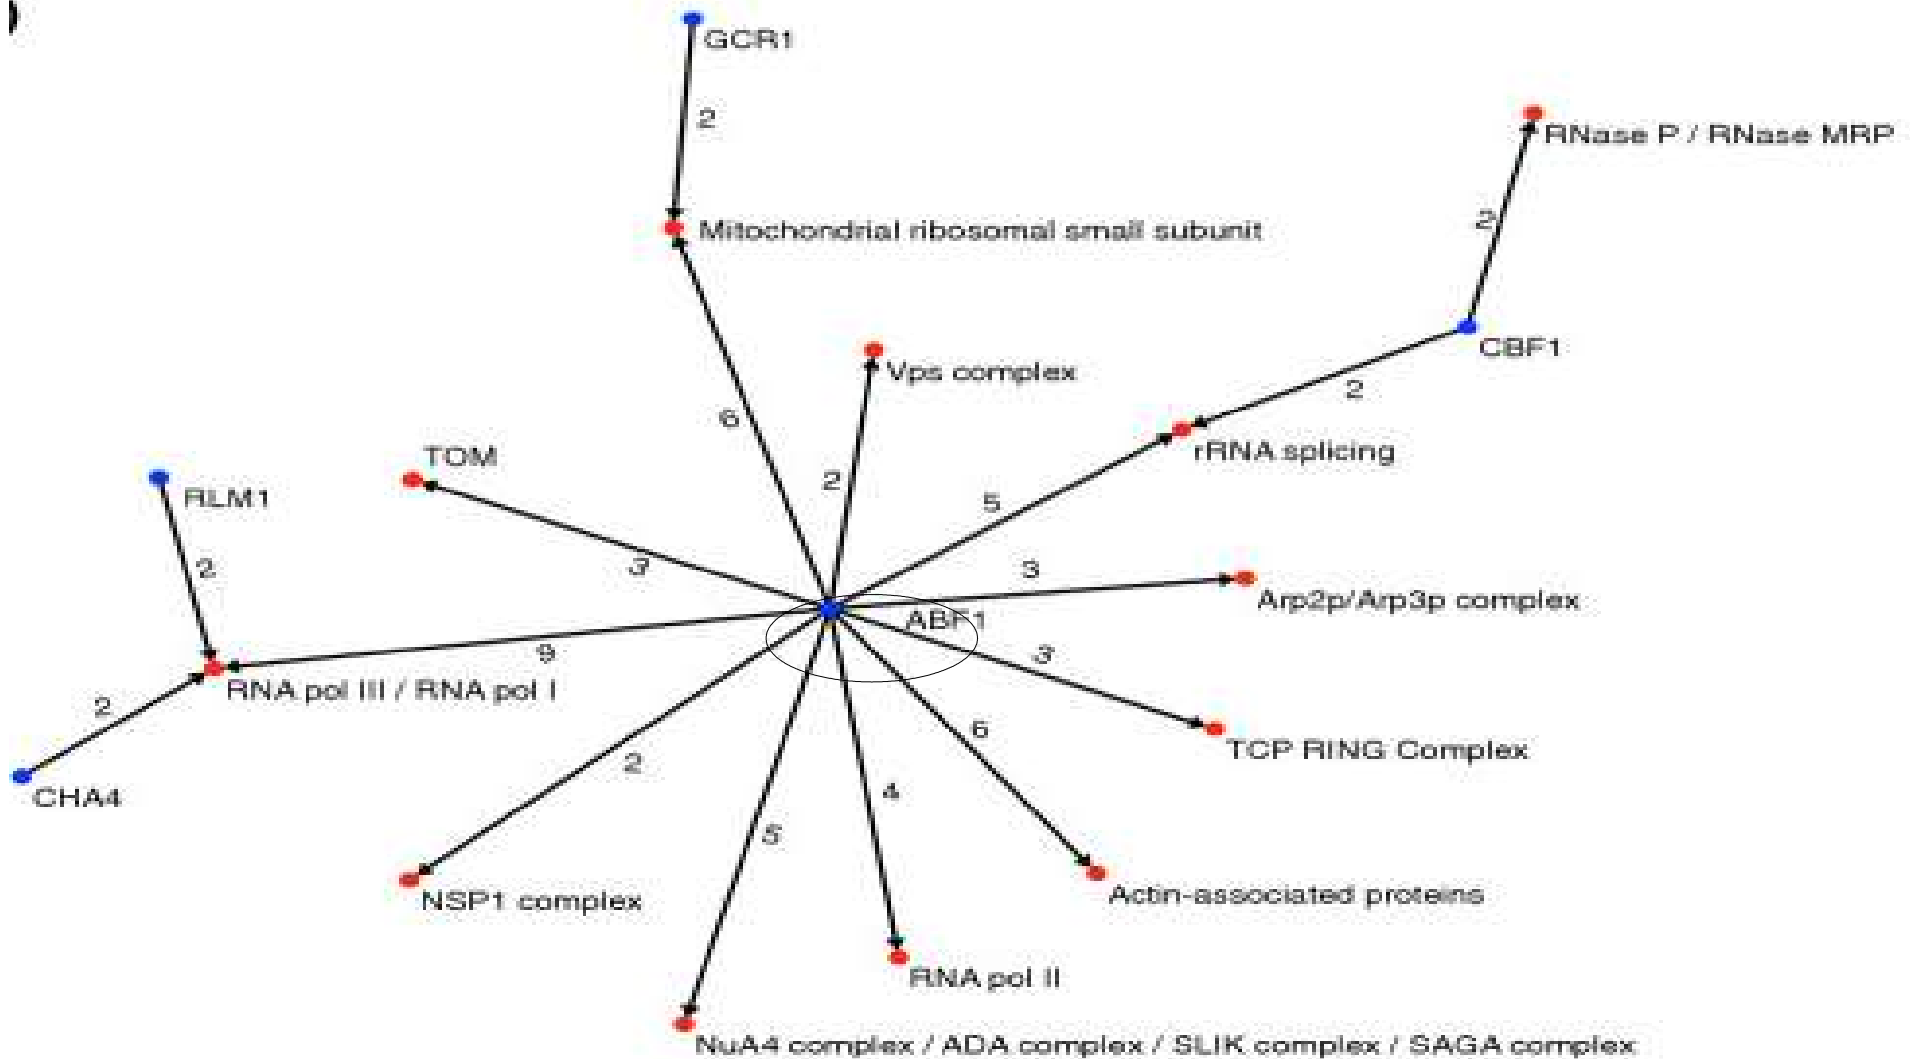 )
GCR1
2
RNase P / RNase MRP
2
Mitochondrial ribosomal small subunit
CBF1
Vps complex
2
6
rRNA splicing
TOM
2
RLM1
5
2
3
3
Arp2p/Arp3p complex
ABF1
9
3
RNA pol III / RNA pol I
2
6
TCP RING Complex
2
CHA4
4
5
Actin-associated proteins
NSP1 complex
RNA pol II
NuA4 complex / ADA complex / SLIK complex / SAGA complex